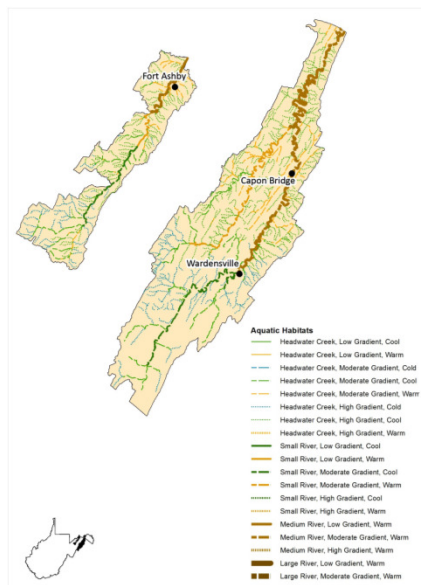 Fort Ashby
Capon Bridge
Wardensville
Aquatic Habitats
Headwater Creek, Low Gradient, Cool
Headwater Creek, Low Gradient, Warm
Headwater Creek, Moderate Gradient, Cold
Headwater Creek, Moderate Gradient, Cool
Headwater Creek, Moderate Gradient, Warm
Headwater Creek, High Gradient, Cold
Headwater Creek, High Gradient, Cool
Headwater Creek, High Gradient, Warm
Small River, Low Gradient, Cool
Small River, Low Gradient, Warm
Small River, Moderate Gradient, Cool
Small River, Moderate Gradient, Warm
Small River, High Gradient, Cool
Small River, High Gradient, Warm
Medium River, Low Gradient, Warm
Medium River, Moderate Gradient, Warm
Medium River, High Gradient, Warm
Large River, Low Gradient, Warm
Large River, Moderate Gradient, Warm